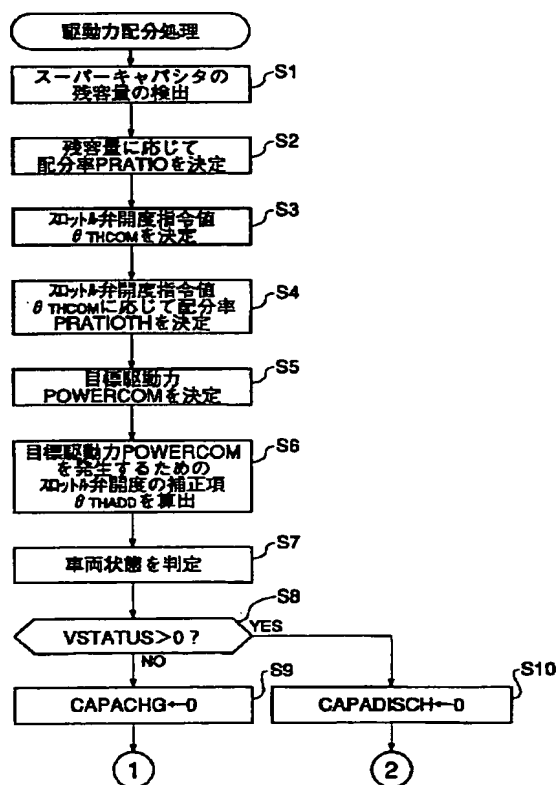 駆動力配分処理
S1
スーパーキャパシタの
残容量の検出
S2
残容量に応じて
配分率PRATIOを決定
S3
スロットル弁開度指令値
θTHCOMを決定
S4
スロットル弁開度指令値
θTHCOMに応じて配分率
PRATIOTHを決定
S5
目標駆動力
POWERCOMを決定
S6
目標駆動力POWERCOM
を発生するための
スロットル弁開度の補正項
θTHADDを算出
S7
車両状態を判定
S8
VSTATUS>0?
YES
NO
S9
CAPACHG←0
S10
CAPADISCH←0
1
2